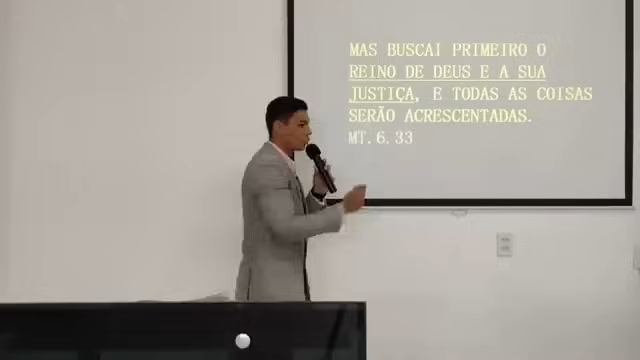 MAS BUSCAI PRIMEIRO O
REINO DE DEUS E A SUA
JUSTIÇA, E TODAS AS COISAS
SERÃO ACRESCENTADAS.
MT.6.33